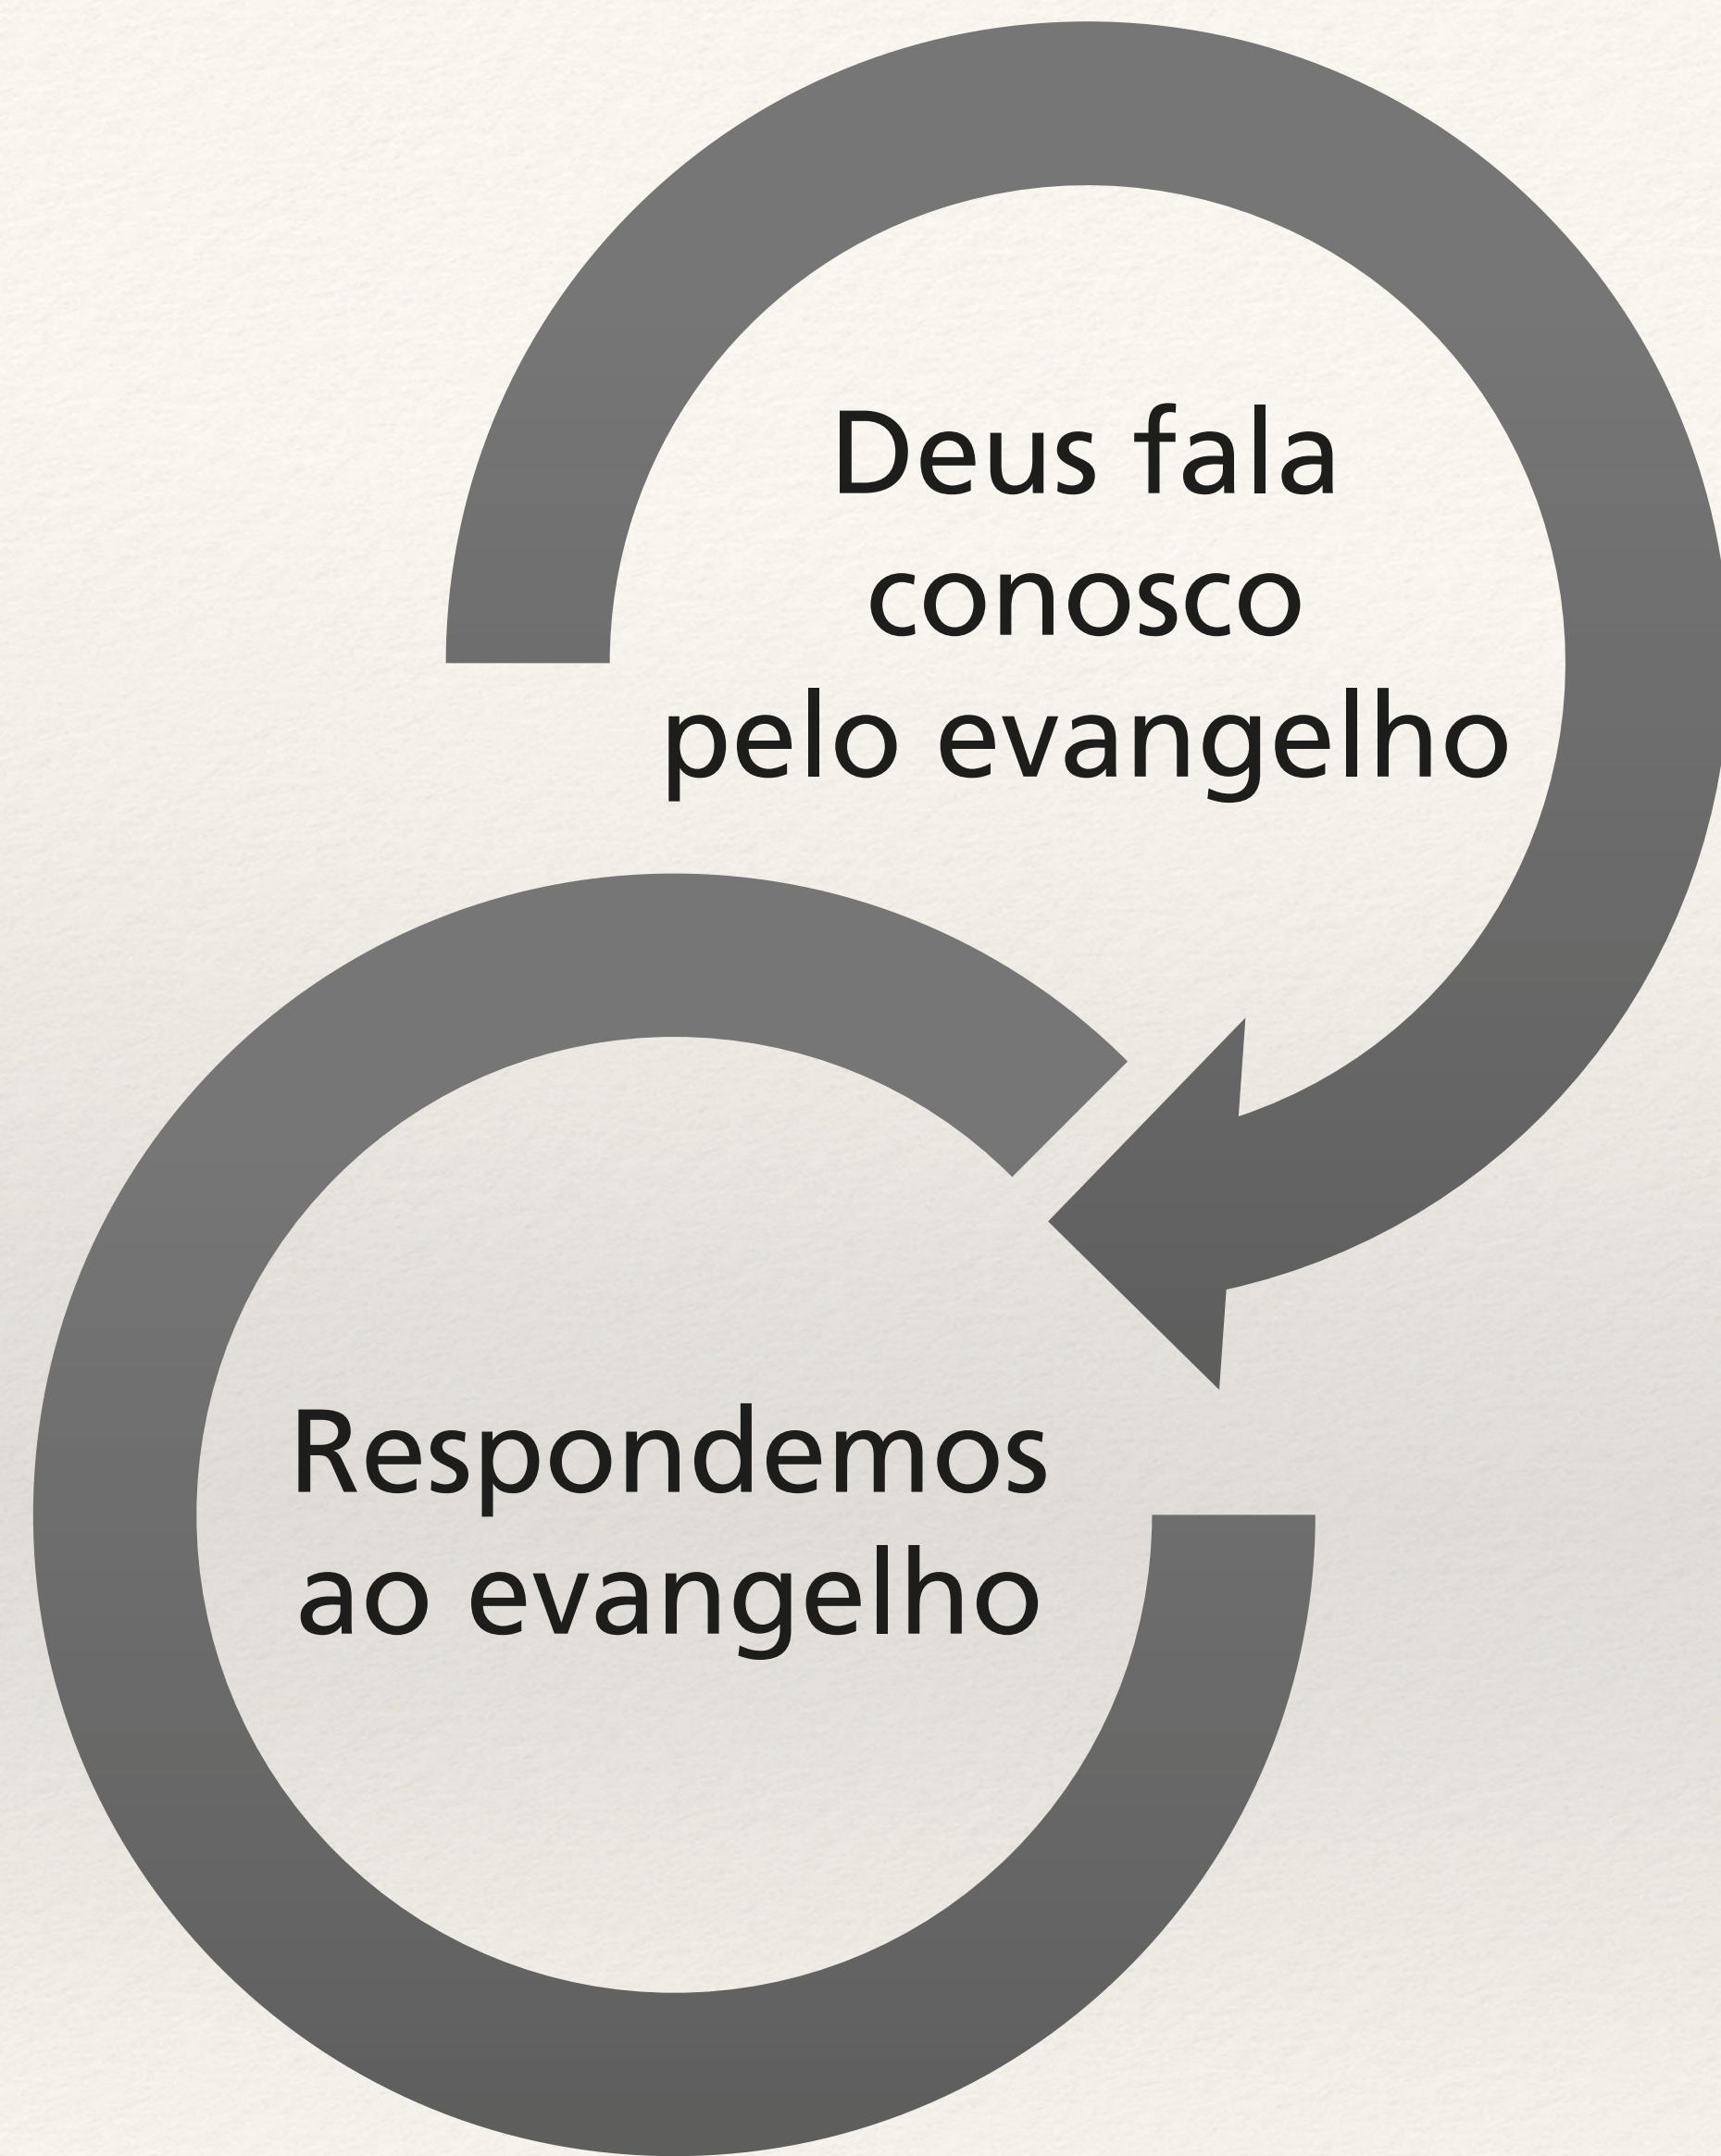 Deus fala
conosco
pelo evangelho
Respondemos
ao evangelho